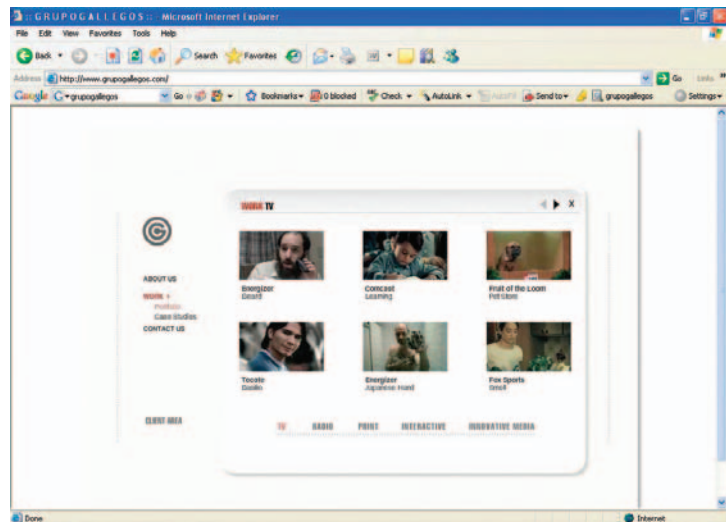 :: G R U P O G A L L E G O S :: - Microsoft Internet Explorer
File Edit View Favorites Tools Help
Back Search Favorites
Address http://www.grupogallegos.com/ Go Links »
Google G grupogallegos Go Bookmarks 0 blocked Check AutoLink AutoFill Send to grupogallegos Settings
WORK TV X
ABOUT US
WORK +
Portfolio
Case Studies
CONTACT US
CLIENT AREA
Energizer Comcast Fruit of the Loom
Beard Learning Pet Store
Tecate Energizer Fox Sports
Japanese Hand Smell
TV RADIO PRINT INTERACTIVE INNOVATIVE MEDIA
Done Internet